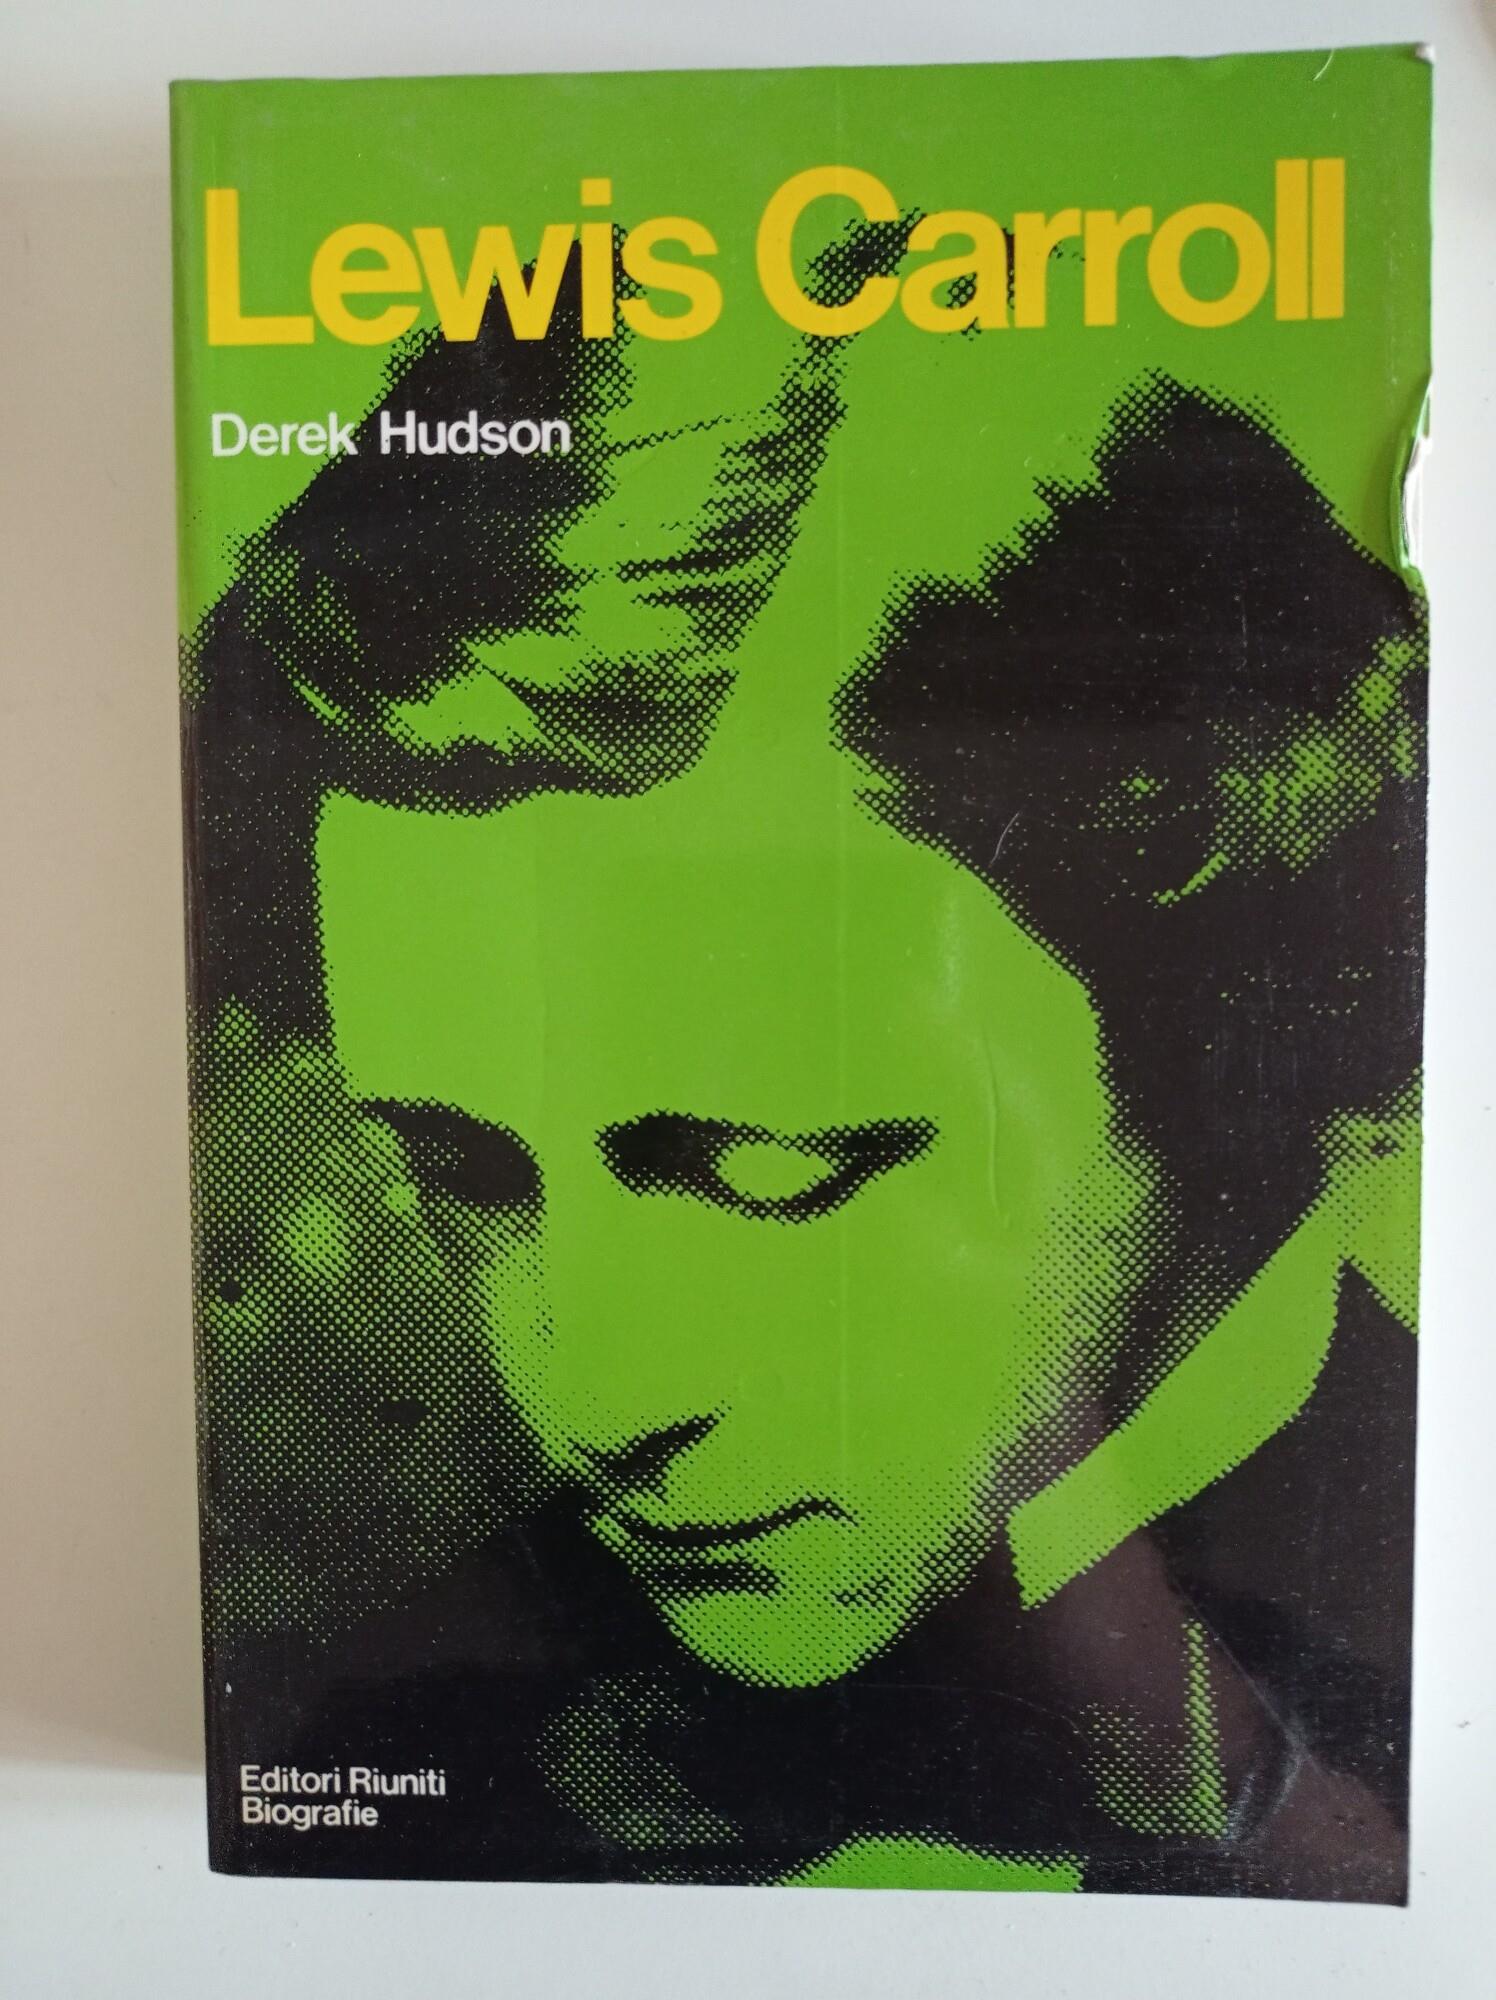 Lewis Carroll
Derek Hudson
Editori Riuniti
Biografie